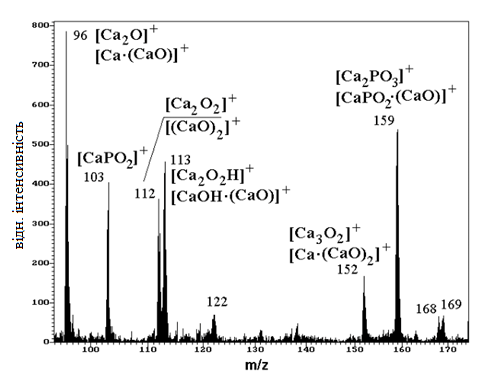 800
700
600
500
400
300
200
100
0
відн. інтенсивність
96 [Ca₂O]⁺
[Ca·(CaO)]⁺
[CaPO₂]⁺
103
[Ca₂O₂]⁺
[(CaO)₂]⁺
112
113
[Ca₂O₂H]⁺
[CaOH·(CaO)]⁺
122
[Ca₂PO₃]⁺
[CaPO₂·(CaO)]⁺
159
[Ca₃O₂]⁺
[Ca·(CaO)₂]⁺
152
168 169
100 110 120 130 140 150 160 170
m/z